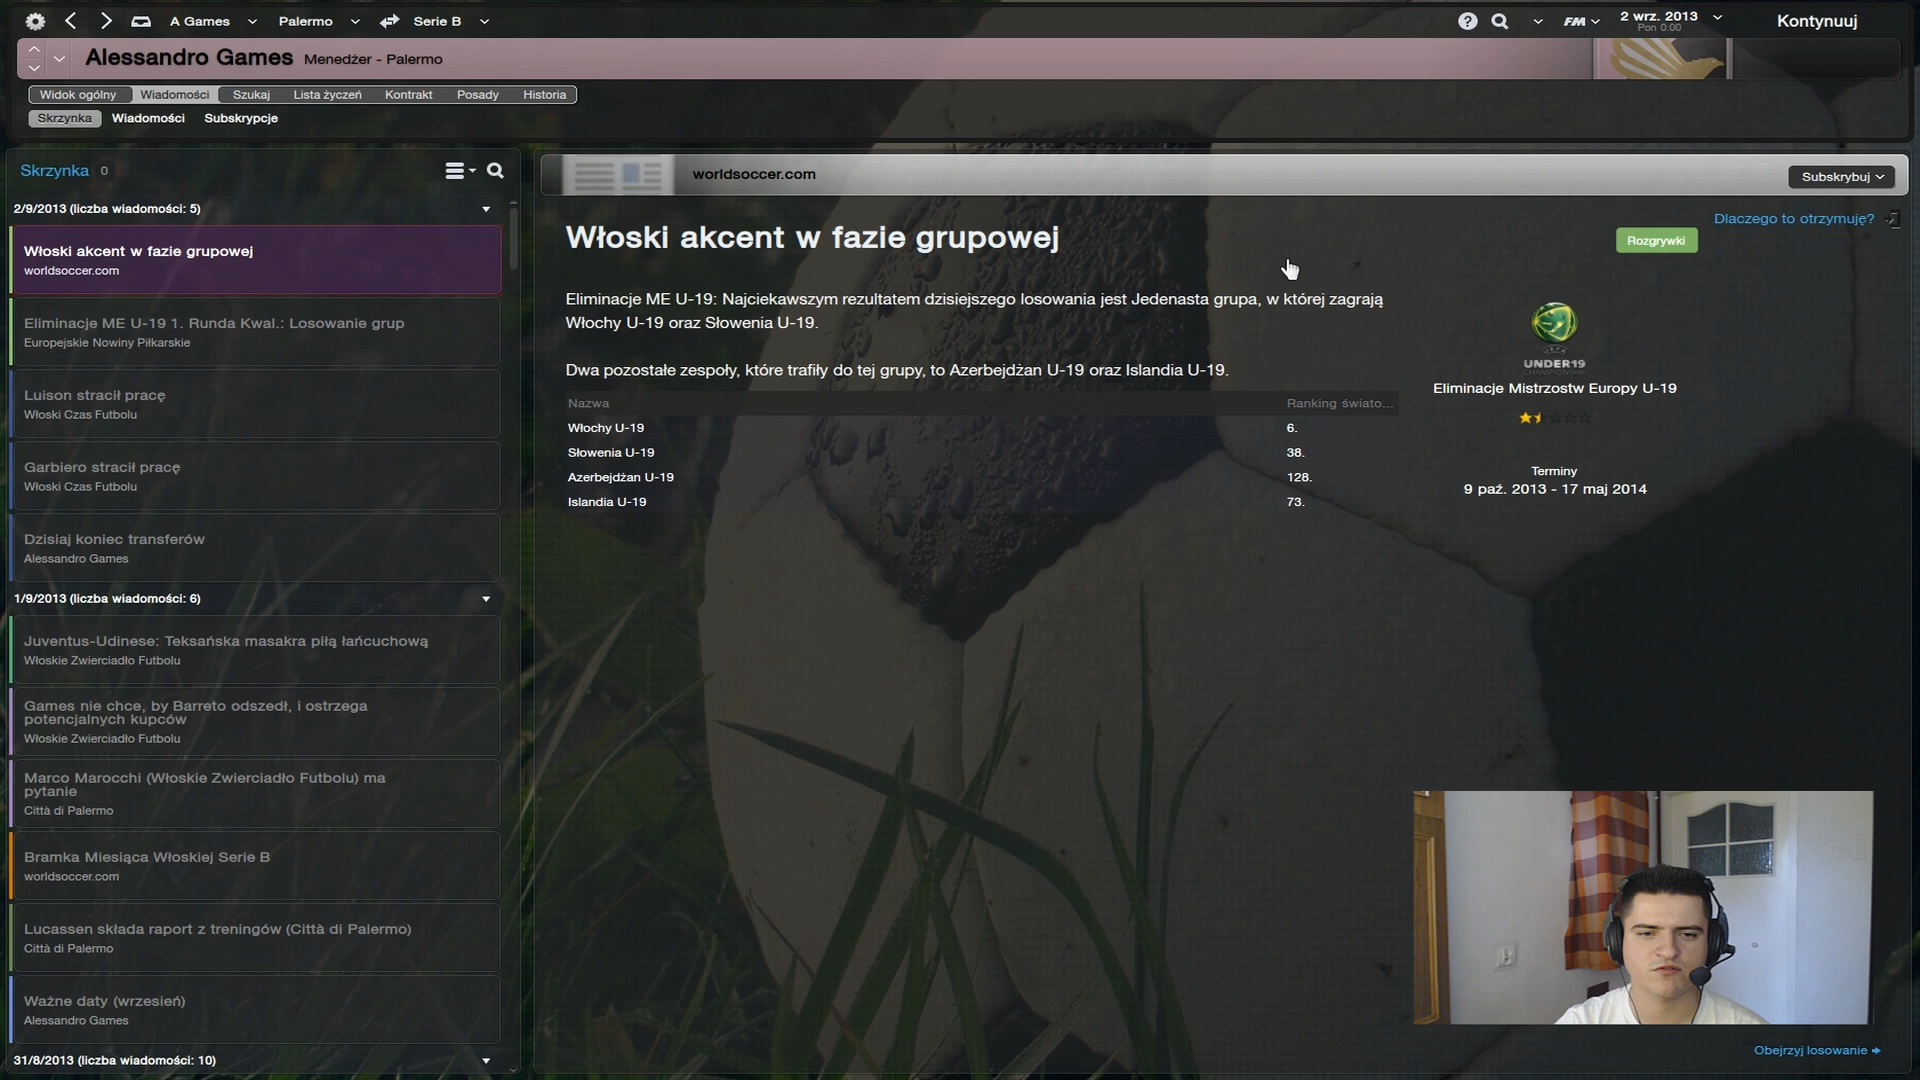 A Games
Palermo
Serie B
FM
2 wrz. 2013
Pon 0:00
Kontynuuj
Alessandro Games
Menedżer - Palermo
Widok ogólny
Wiadomości
Szukaj
Lista życzeń
Kontrakt
Posady
Historia
Skrzynka
Wiadomości
Subskrypcje
Skrzynka 0
2/9/2013 (liczba wiadomości: 5)
Włoski akcent w fazie grupowej
worldsoccer.com
Eliminacje ME U-19 1. Runda Kwal.: Losowanie grup
Europejskie Nowiny Piłkarskie
Luison stracił pracę
Włoski Czas Futbolu
Garbiero stracił pracę
Włoski Czas Futbolu
Dzisiaj koniec transferów
Alessandro Games
1/9/2013 (liczba wiadomości: 6)
Juventus-Udinese: Teksańska masakra piłą łańcuchową
Włoskie Zwierciadło Futbolu
Games nie chce, by Barreto odszedł, i ostrzega
potencjalnych kupców
Włoskie Zwierciadło Futbolu
Marco Marocchi (Włoskie Zwierciadło Futbolu) ma
pytanie
Città di Palermo
Bramka Miesiąca Włoskiej Serie B
worldsoccer.com
Lucassen składa raport z treningów (Città di Palermo)
Città di Palermo
Ważne daty (wrzesień)
Alessandro Games
31/8/2013 (liczba wiadomości: 10)
worldsoccer.com
Subskrybuj
Dlaczego to otrzymuję?
Włoski akcent w fazie grupowej
Rozgrywki
Eliminacje ME U-19: Najciekawszym rezultatem dzisiejszego losowania jest Jedenasta grupa, w której zagrają
Włochy U-19 oraz Słowenia U-19.
Dwa pozostałe zespoły, które trafiły do tej grupy, to Azerbejdżan U-19 oraz Islandia U-19.
Nazwa
Ranking świato...
Włochy U-19
6.
Słowenia U-19
38.
Azerbejdżan U-19
128.
Islandia U-19
73.
UEFA
UNDER19
CHAMPIONSHIP
Eliminacje Mistrzostw Europy U-19
Terminy
9 paź. 2013 - 17 maj 2014
Obejrzyj losowanie